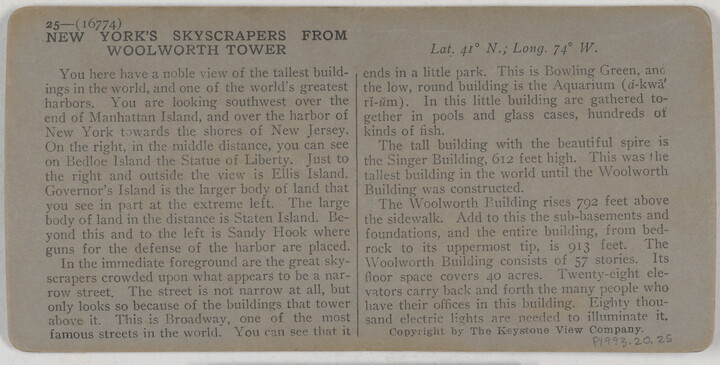 25—(16774)
NEW YORK'S SKYSCRAPERS FROM
WOOLWORTH TOWER
Lat. 41° N.; Long. 74° W.
You here have a noble view of the tallest build-
ings in the world, and one of the world's greatest
harbors. You are looking southwest over the
end of Manhattan Island, and over the harbor of
New York towards the shores of New Jersey.
On the right, in the middle distance, you can see
on Bedloe Island the Statue of Liberty. Just to
the right and outside the view is Ellis Island.
Governor's Island is the larger body of land that
you see in part at the extreme left. The large
body of land in the distance is Staten Island. Be-
yond this and to the left is Sandy Hook where
guns for the defense of the harbor are placed.
In the immediate foreground are the great sky-
scrapers crowded upon what appears to be a nar-
row street. The street is not narrow at all, but
only looks so because of the buildings that tower
above it. This is Broadway, one of the most
famous streets in the world. You can see that it
ends in a little park. This is Bowling Green, and
the low, round building is the Aquarium (á-kwā′
rĭ-ŭm). In this little building are gathered to-
gether in pools and glass cases, hundreds of
kinds of fish.
The tall building with the beautiful spire is
the Singer Building, 612 feet high. This was the
tallest building in the world until the Woolworth
Building was constructed.
The Woolworth Building rises 792 feet above
the sidewalk. Add to this the sub-basements and
foundations, and the entire building, from bed-
rock to its uppermost tip, is 913 feet. The
Woolworth Building consists of 57 stories. Its
floor space covers 40 acres. Twenty-eight ele-
vators carry back and forth the many people who
have their offices in this building. Eighty thou-
sand electric lights are needed to illuminate it.
Copyright by The Keystone View Company.
P1993.20.25